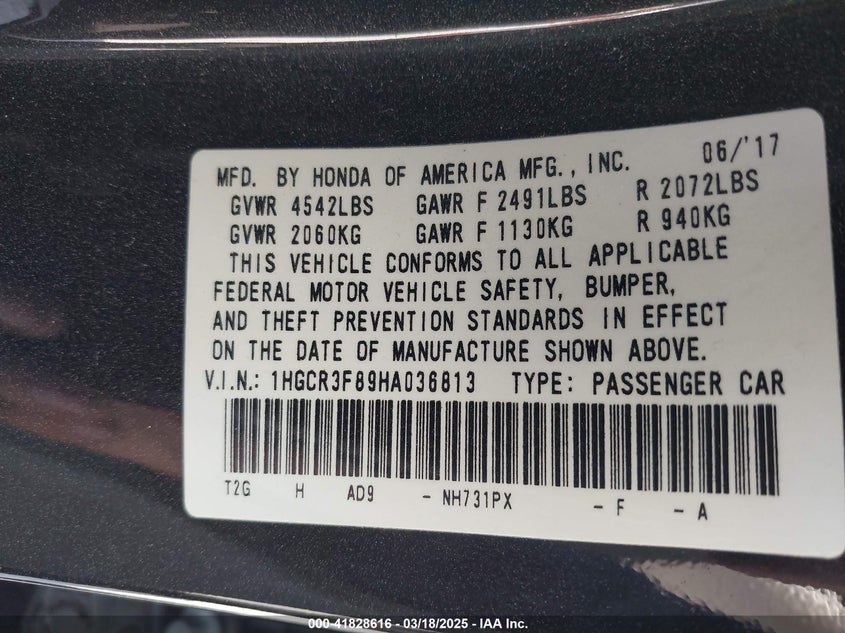 06/'17
MFD. BY HONDA OF AMERICA MFG., INC.
GVWR 4542LBS GAWR F 2491LBS R 2072LBS
GVWR 2060KG GAWR F 1130KG R 940KG
THIS VEHICLE CONFORMS TO ALL APPLICABLE
FEDERAL MOTOR VEHICLE SAFETY, BUMPER,
AND THEFT PREVENTION STANDARDS IN EFFECT
ON THE DATE OF MANUFACTURE SHOWN ABOVE.
V.I.N.: 1HGCR3F89HA036813 TYPE: PASSENGER CAR
T2G H AD9 - NH731PX - F - A
000-41828616 - 03/18/2025 - IAA Inc.